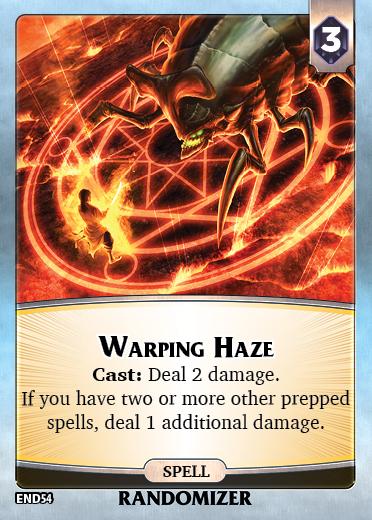 3
WARPING HAZE
Cast: Deal 2 damage.
If you have two or more other prepped
spells, deal 1 additional damage.
SPELL
END54
RANDOMIZER